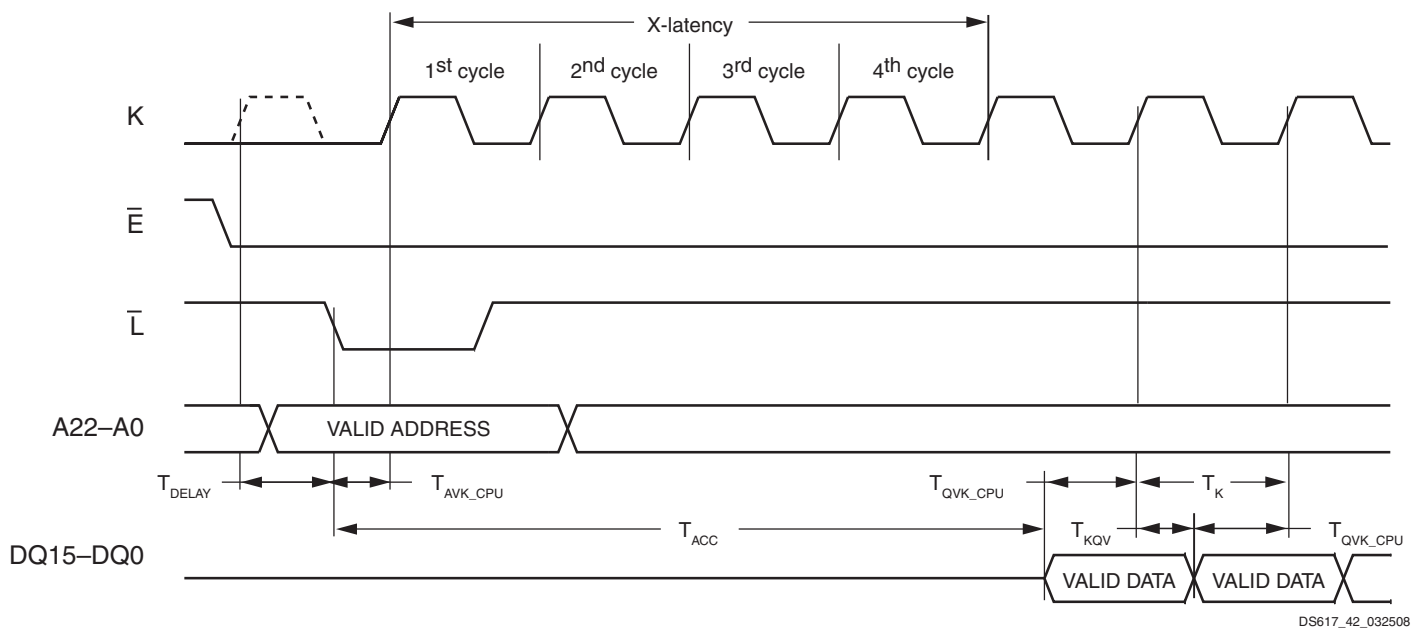 X-latency
1st cycle
2nd cycle
3rd cycle
4th cycle
K
E̅
L̅
A22–A0
VALID ADDRESS
TDELAY
TAVK_CPU
TQVK_CPU
TK
TACC
TKQV
TQVK_CPU
DQ15–DQ0
VALID DATA
VALID DATA
DS617_42_032508